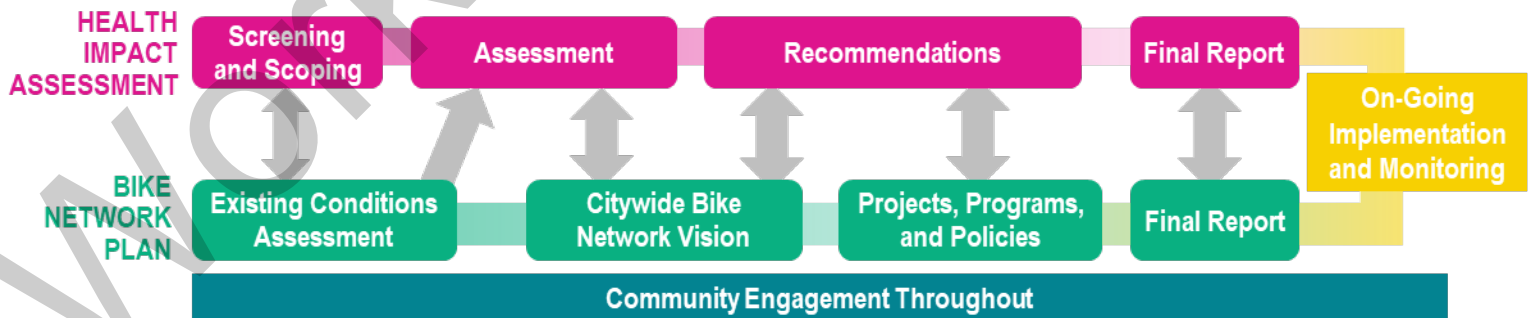 HEALTH
IMPACT
ASSESSMENT
Screening
and Scoping
Assessment
Recommendations
Final Report
On-Going
Implementation
and Monitoring
BIKE
NETWORK
PLAN
Existing Conditions
Assessment
Citywide Bike
Network Vision
Projects, Programs,
and Policies
Final Report
Community Engagement Throughout
Wor